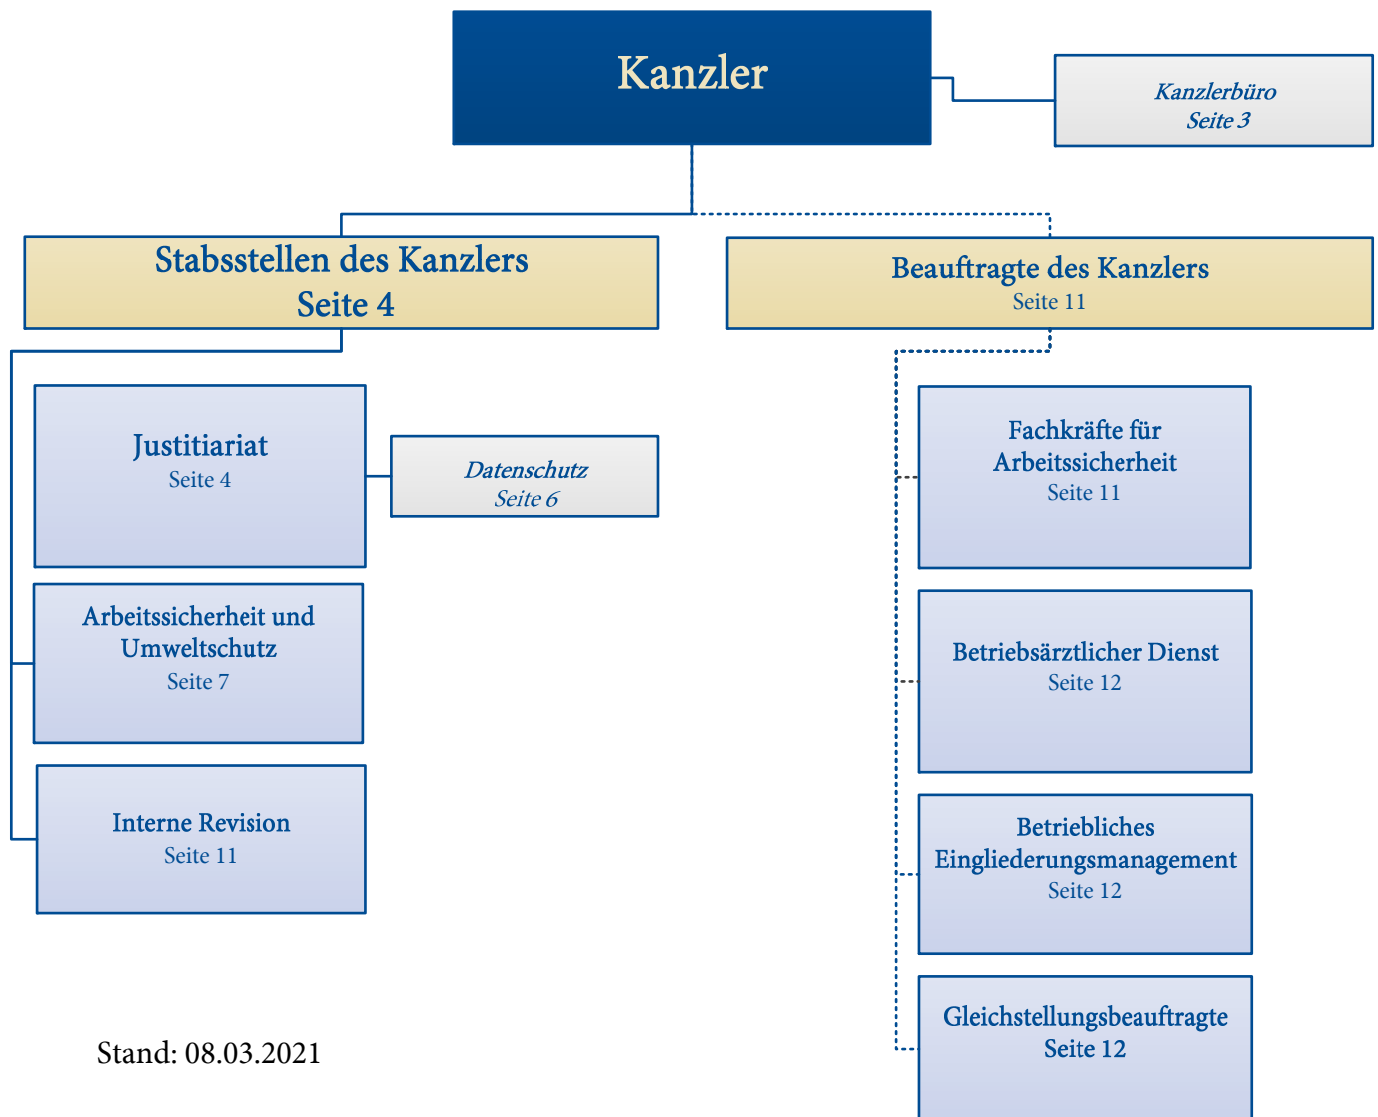 Kanzler
Kanzlerbüro
Seite 3
Stabsstellen des Kanzlers
Seite 4
Beauftragte des Kanzlers
Seite 11
Justitiariat
Seite 4
Datenschutz
Seite 6
Arbeitssicherheit und
Umweltschutz
Seite 7
Interne Revision
Seite 11
Fachkräfte für
Arbeitssicherheit
Seite 11
Betriebsärztlicher Dienst
Seite 12
Betriebliches
Eingliederungsmanagement
Seite 12
Gleichstellungsbeauftragte
Seite 12
Stand: 08.03.2021